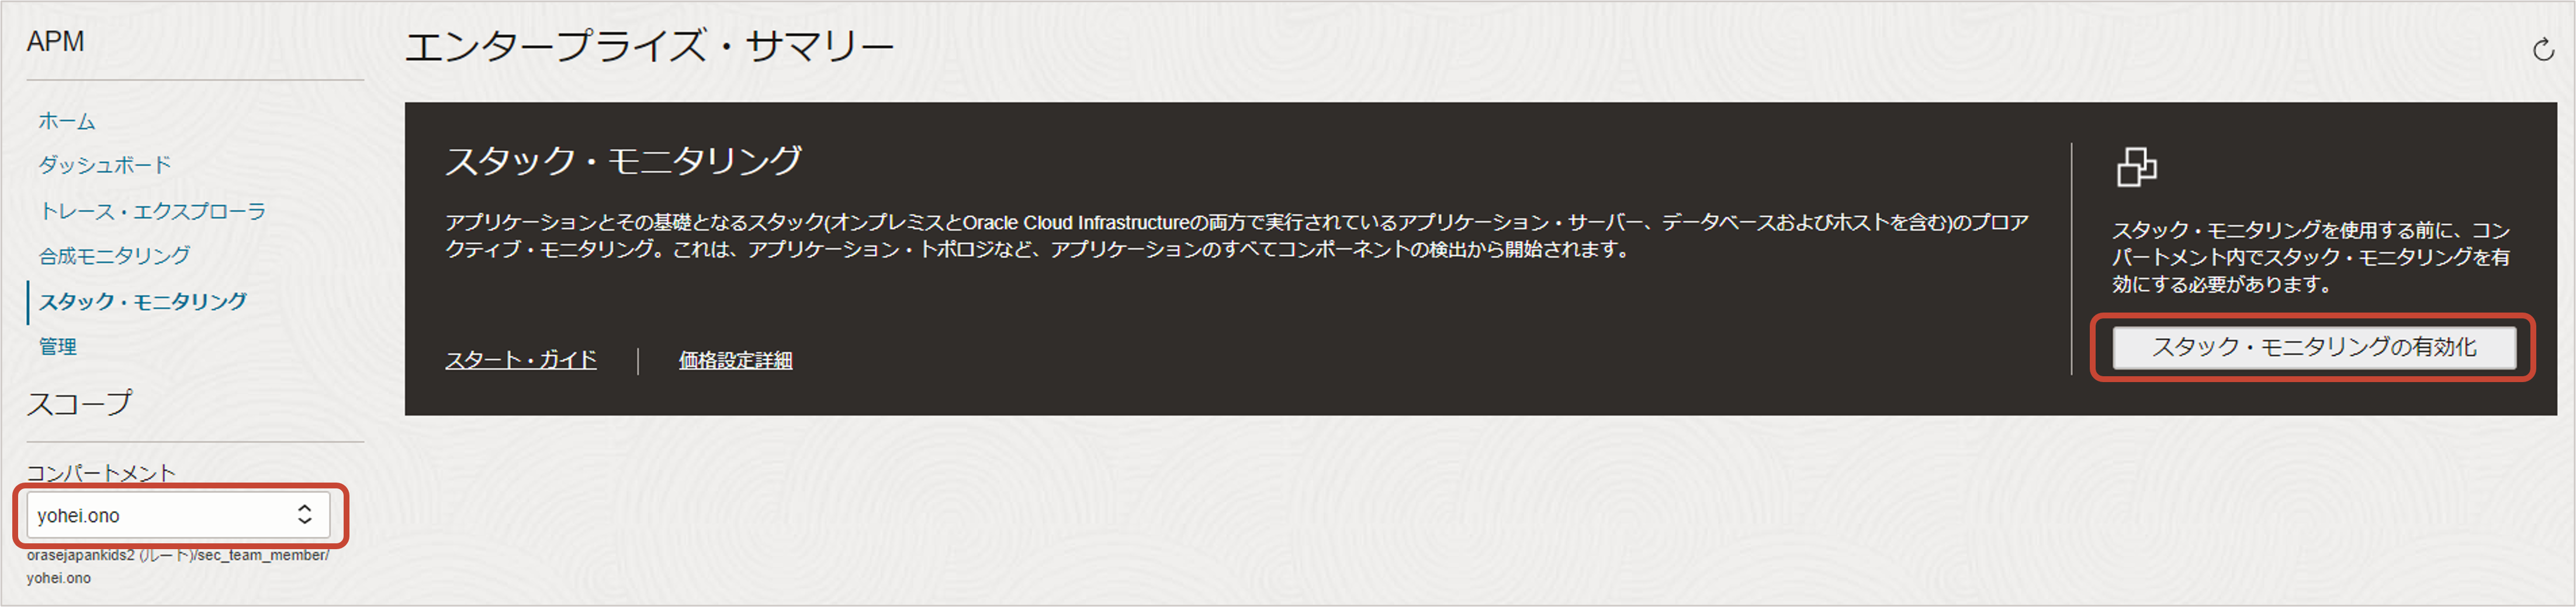 APM
ホーム
ダッシュボード
トレース・エクスプローラ
合成モニタリング
スタック・モニタリング
管理
スコープ
コンパートメント
yohei.ono
orasejapankids2 (ルート)/sec_team_member/
yohei.ono
エンタープライズ・サマリー
スタック・モニタリング
アプリケーションとその基礎となるスタック(オンプレミスとOracle Cloud Infrastructureの両方で実行されているアプリケーション・サーバー、データベースおよびホストを含む)のプロア
クティブ・モニタリング。これは、アプリケーション・トポロジなど、アプリケーションのすべてコンポーネントの検出から開始されます。
スタート・ガイド
価格設定詳細
スタック・モニタリングを使用する前に、コン
パートメント内でスタック・モニタリングを有
効にする必要があります。
スタック・モニタリングの有効化